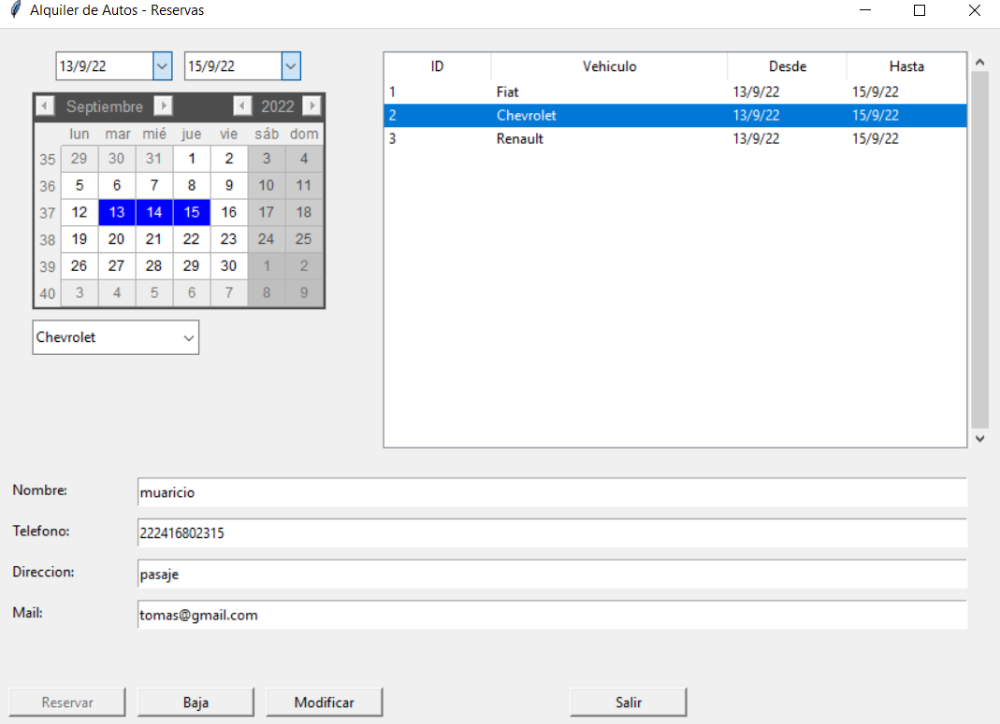 Alquiler de Autos - Reservas
13/9/22 15/9/22
Septiembre 2022
lun mar mié jue vie sáb dom
35 29 30 31 1 2 3 4
36 5 6 7 8 9 10 11
37 12 13 14 15 16 17 18
38 19 20 21 22 23 24 25
39 26 27 28 29 30 1 2
40 3 4 5 6 7 8 9
Chevrolet
ID Vehiculo Desde Hasta
1 Fiat 13/9/22 15/9/22
2 Chevrolet 13/9/22 15/9/22
3 Renault 13/9/22 15/9/22
Nombre: muaricio
Telefono: 222416802315
Direccion: pasaje
Mail: tomas@gmail.com
Reservar Baja Modificar Salir